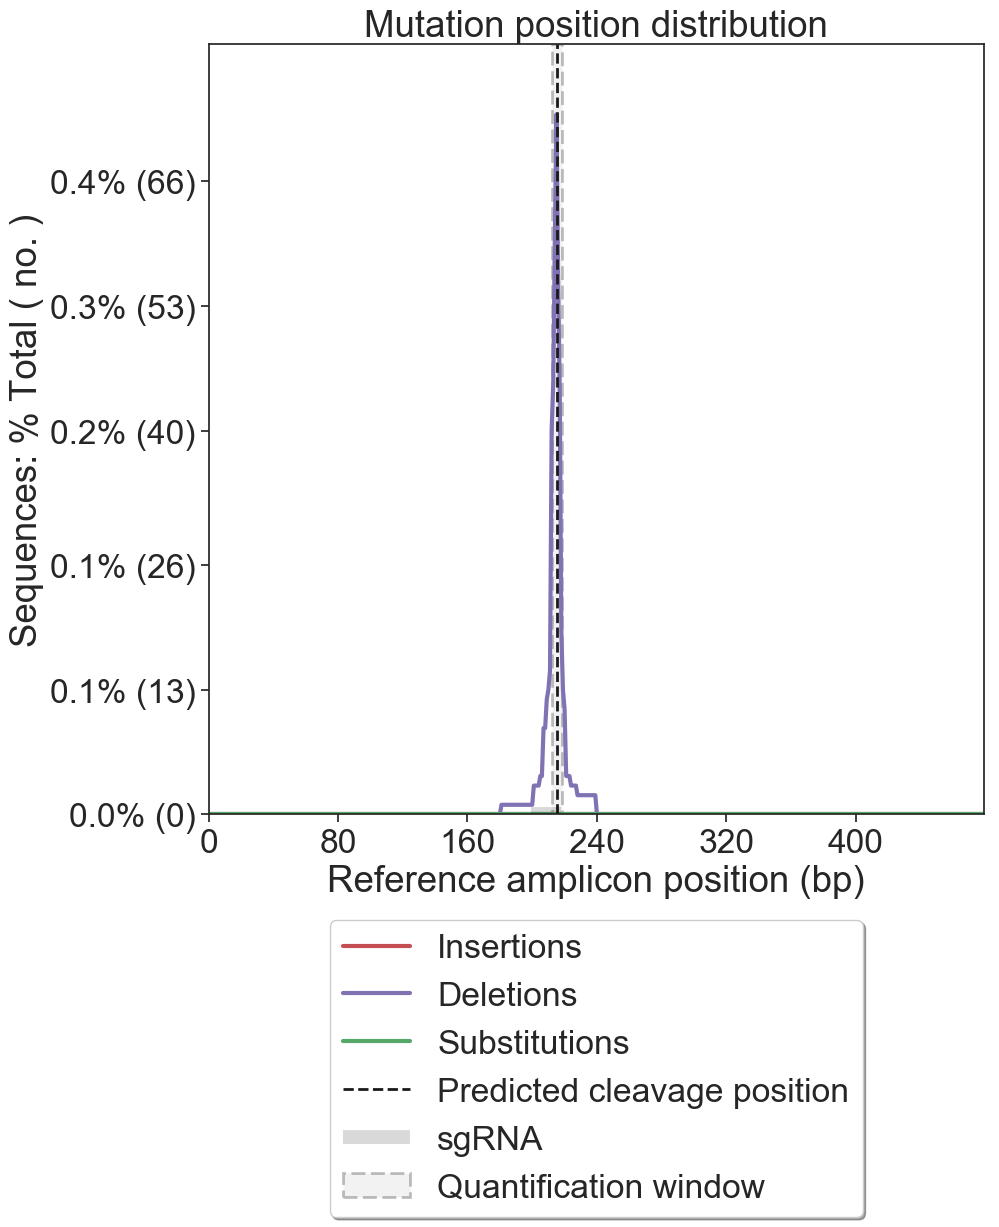 Mutation position distribution
Sequences: % Total ( no. )
0.4% (66)
0.3% (53)
0.2% (40)
0.1% (26)
0.1% (13)
0.0% (0)
0 80 160 240 320 400
Reference amplicon position (bp)
Insertions
Deletions
Substitutions
Predicted cleavage position
sgRNA
Quantification window